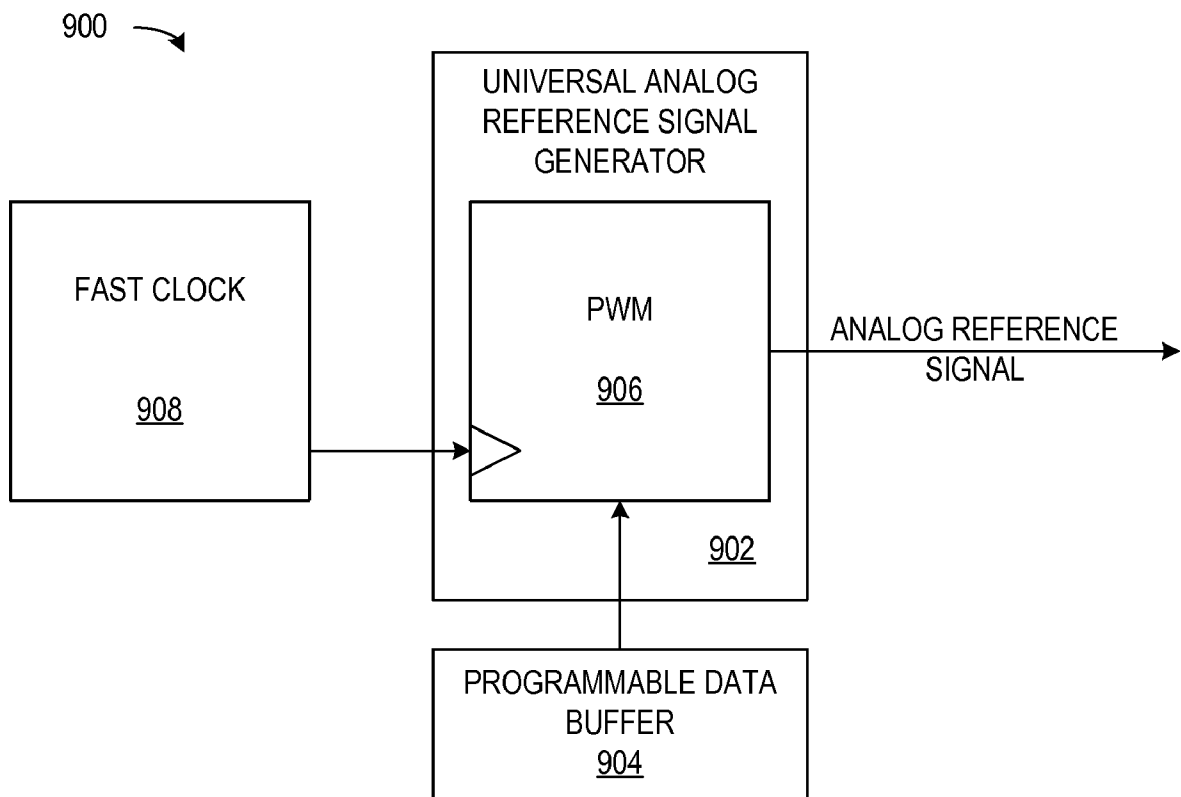 900
UNIVERSAL ANALOG
REFERENCE SIGNAL
GENERATOR
FAST CLOCK
908
PWM
906
ANALOG REFERENCE
SIGNAL
902
PROGRAMMABLE DATA
BUFFER
904